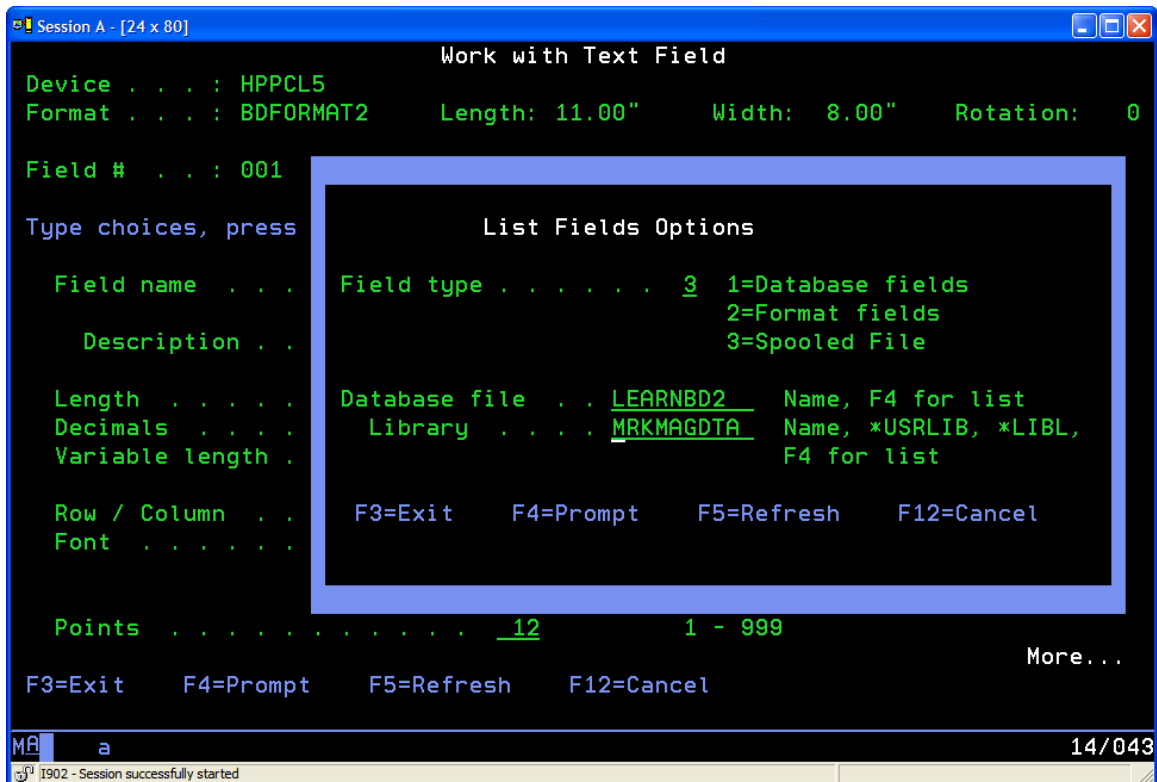 Session A - [24 x 80]
Work with Text Field
Device . . . : HPPCL5
Format . . . : BDFORMAT2 Length: 11.00" Width: 8.00" Rotation: 0
Field # . . : 001
Type choices, press
List Fields Options
Field name . . . Field type . . . . . . 3 1=Database fields
2=Format fields
Description . . 3=Spooled File
Length . . . . . Database file . . LEARNBD2 Name, F4 for list
Decimals . . . . Library . . . . MRKMAGDTA Name, *USRLIB, *LIBL,
Variable length . F4 for list
Row / Column . . F3=Exit F4=Prompt F5=Refresh F12=Cancel
Font . . . . . .
Points . . . . . . . . . . . . 12 1 - 999
More...
F3=Exit F4=Prompt F5=Refresh F12=Cancel
MA a 14/043
I902 - Session successfully started